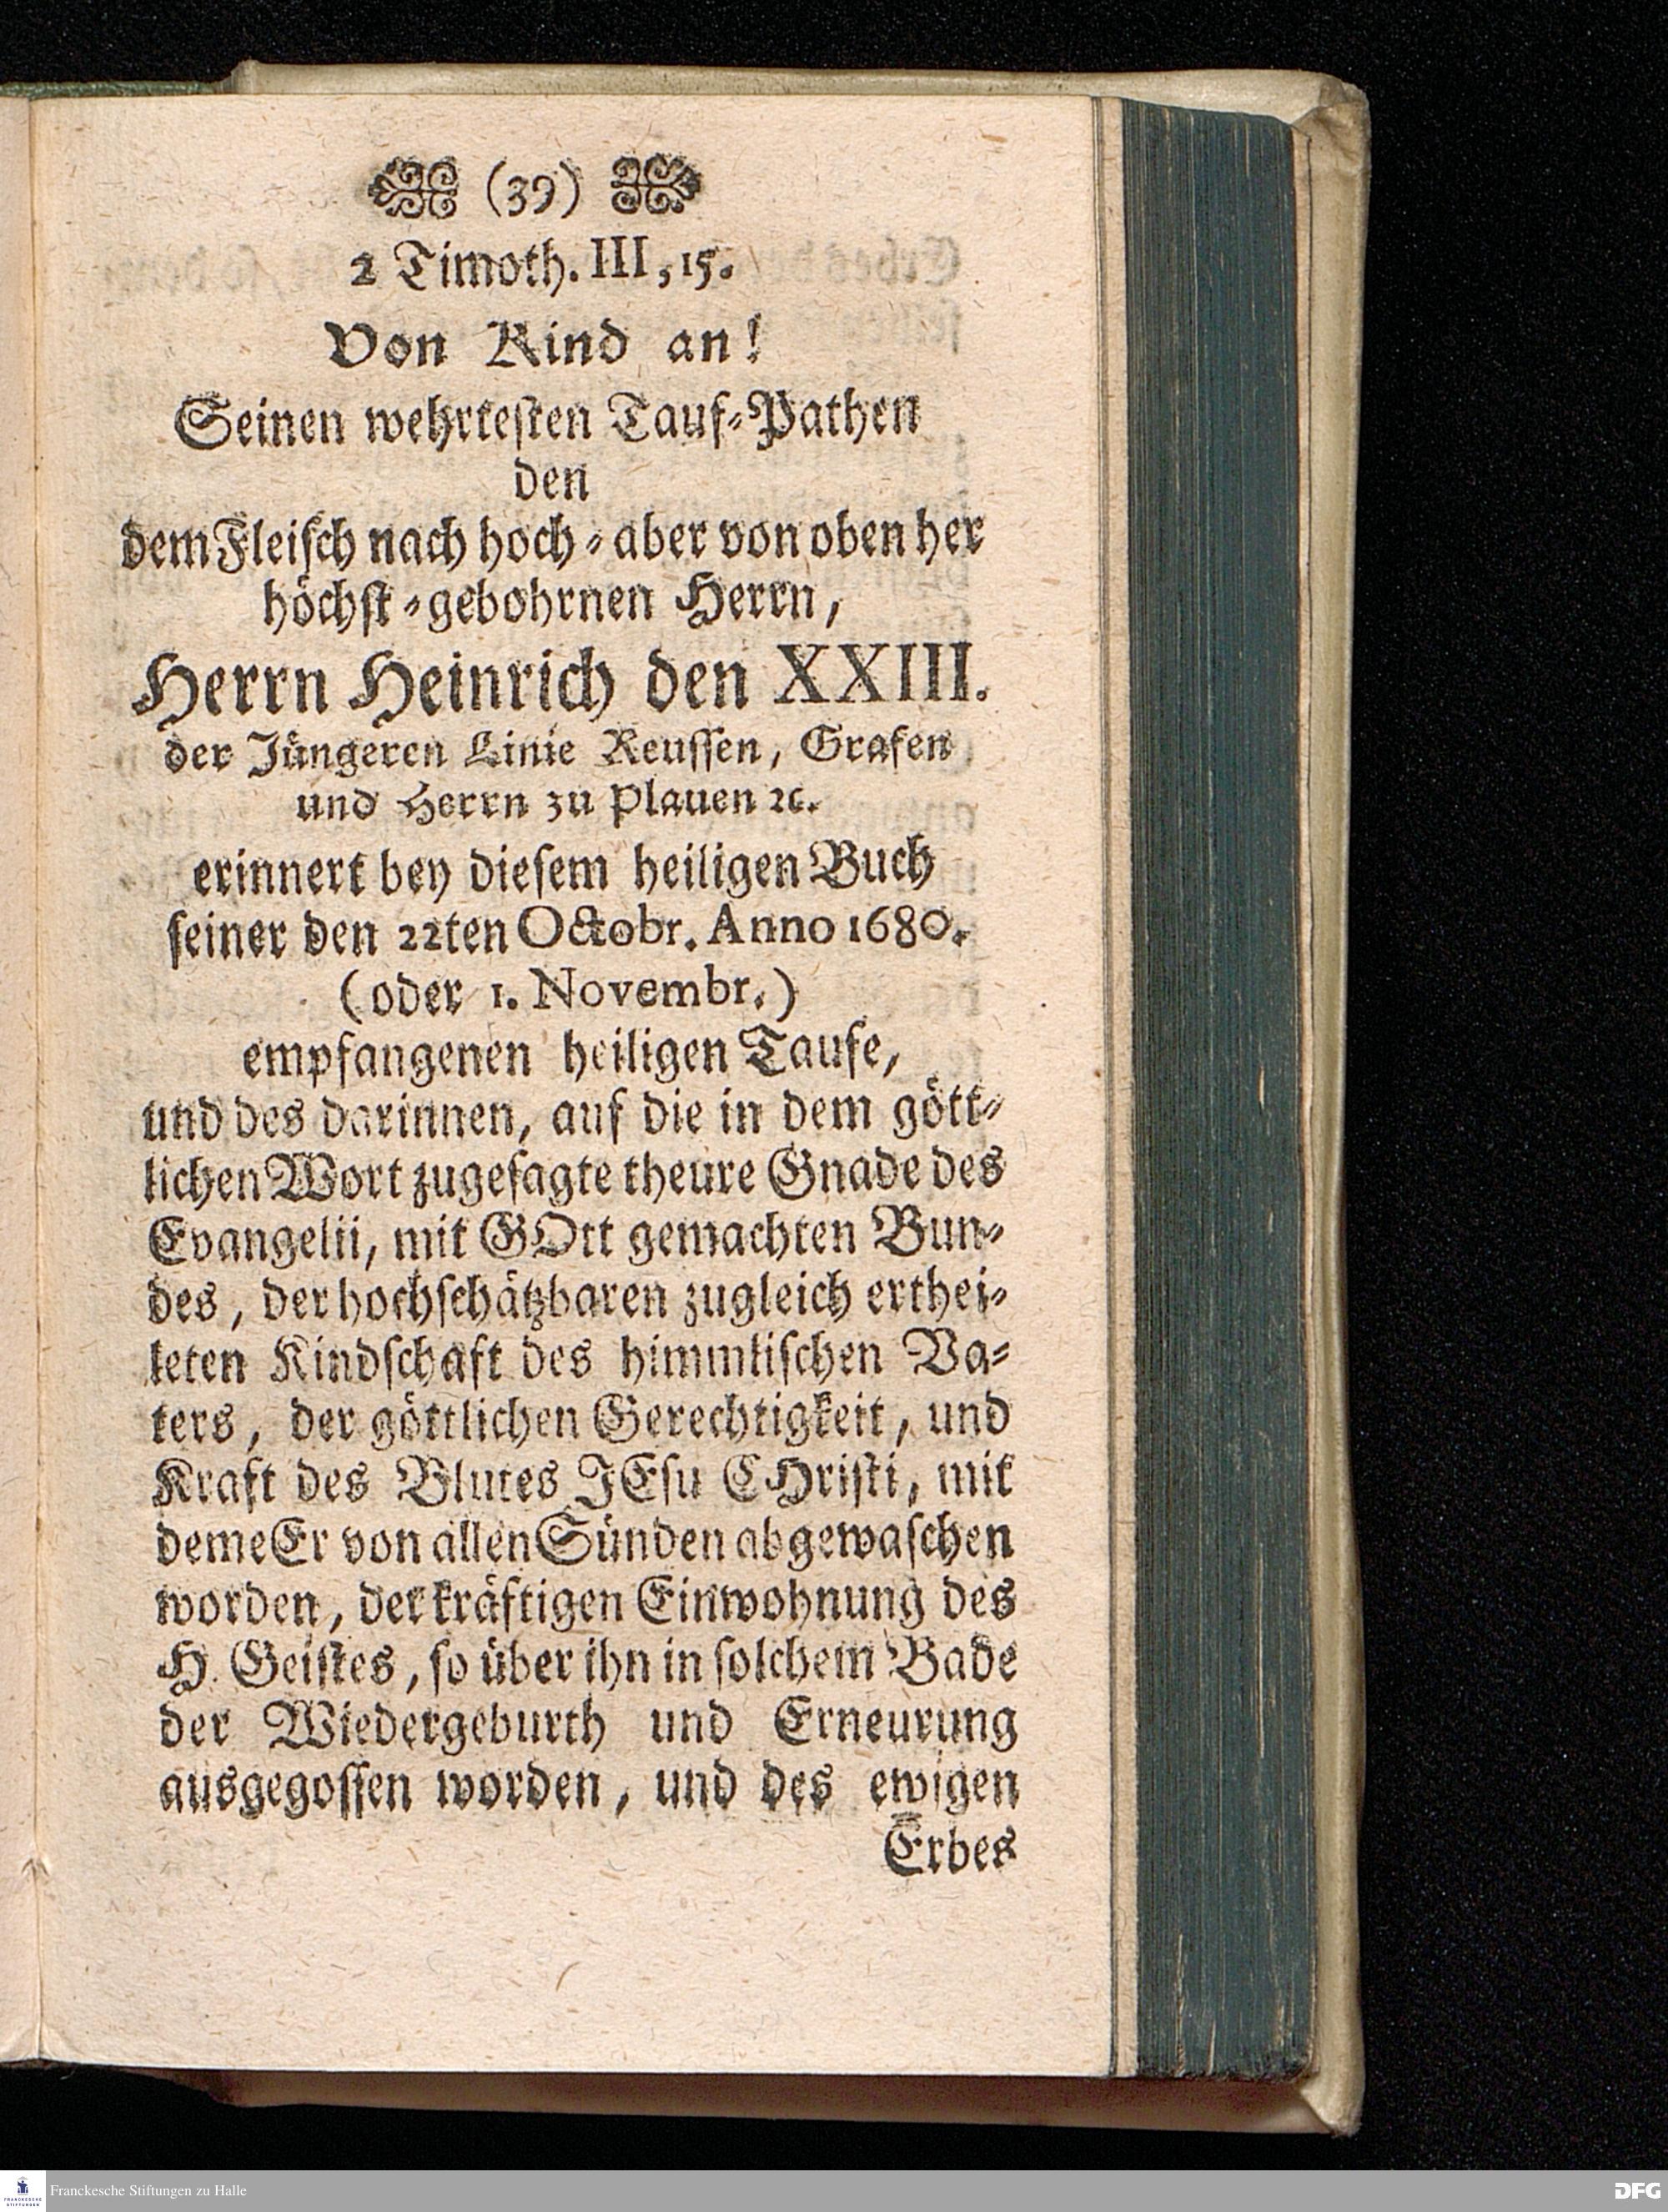 (39)
2 Timoth. III, 15.
Von Kind an!
Seinen wehrtesten Tauf-Pathen
den
dem Fleisch nach hoch-aber von oben her
höchst-gebohrnen Herrn,
Herrn Heinrich den XXIII.
der Jüngeren Linie Reussen, Grafen
und Herrn zu Plauen ꝛc.
erinnert bey diesem heiligen Buch
seiner den 22ten Octobr. Anno 1680.
(oder 1. Novembr.)
empfangenen heiligen Taufe,
und des darinnen, auf die in dem gött-
lichen Wort zugesagte theure Gnade des
Evangelii, mit GOtt gemachten Bun-
des, der hochschätzbaren zugleich erthei-
leten Kindschaft des himmlischen Va-
ters, der göttlichen Gerechtigkeit, und
Kraft des Blutes JEsu CHristi, mit
deme Er von allen Sünden abgewaschen
worden, der kräftigen Einwohnung des
H. Geistes, so über ihn in solchem Bade
der Wiedergeburth und Erneurung
ausgegossen worden, und des ewigen
Erbes
FRANCKESCHE
STIFTUNGEN
Franckesche Stiftungen zu Halle
DFG